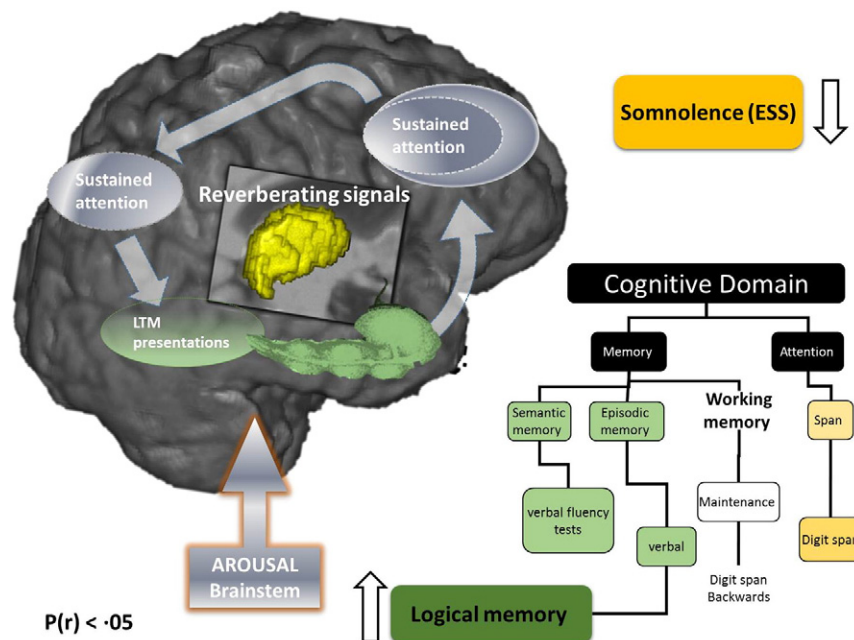 Somnolence (ESS)
Sustained
attention
Sustained
attention
Reverberating signals
LTM
presentations
AROUSAL
Brainstem
P(r) < ·05
Cognitive Domain
Memory
Attention
Semantic
memory
Episodic
memory
Working
memory
Span
verbal fluency
tests
verbal
Maintenance
Digit span
Digit span
Backwards
Logical memory